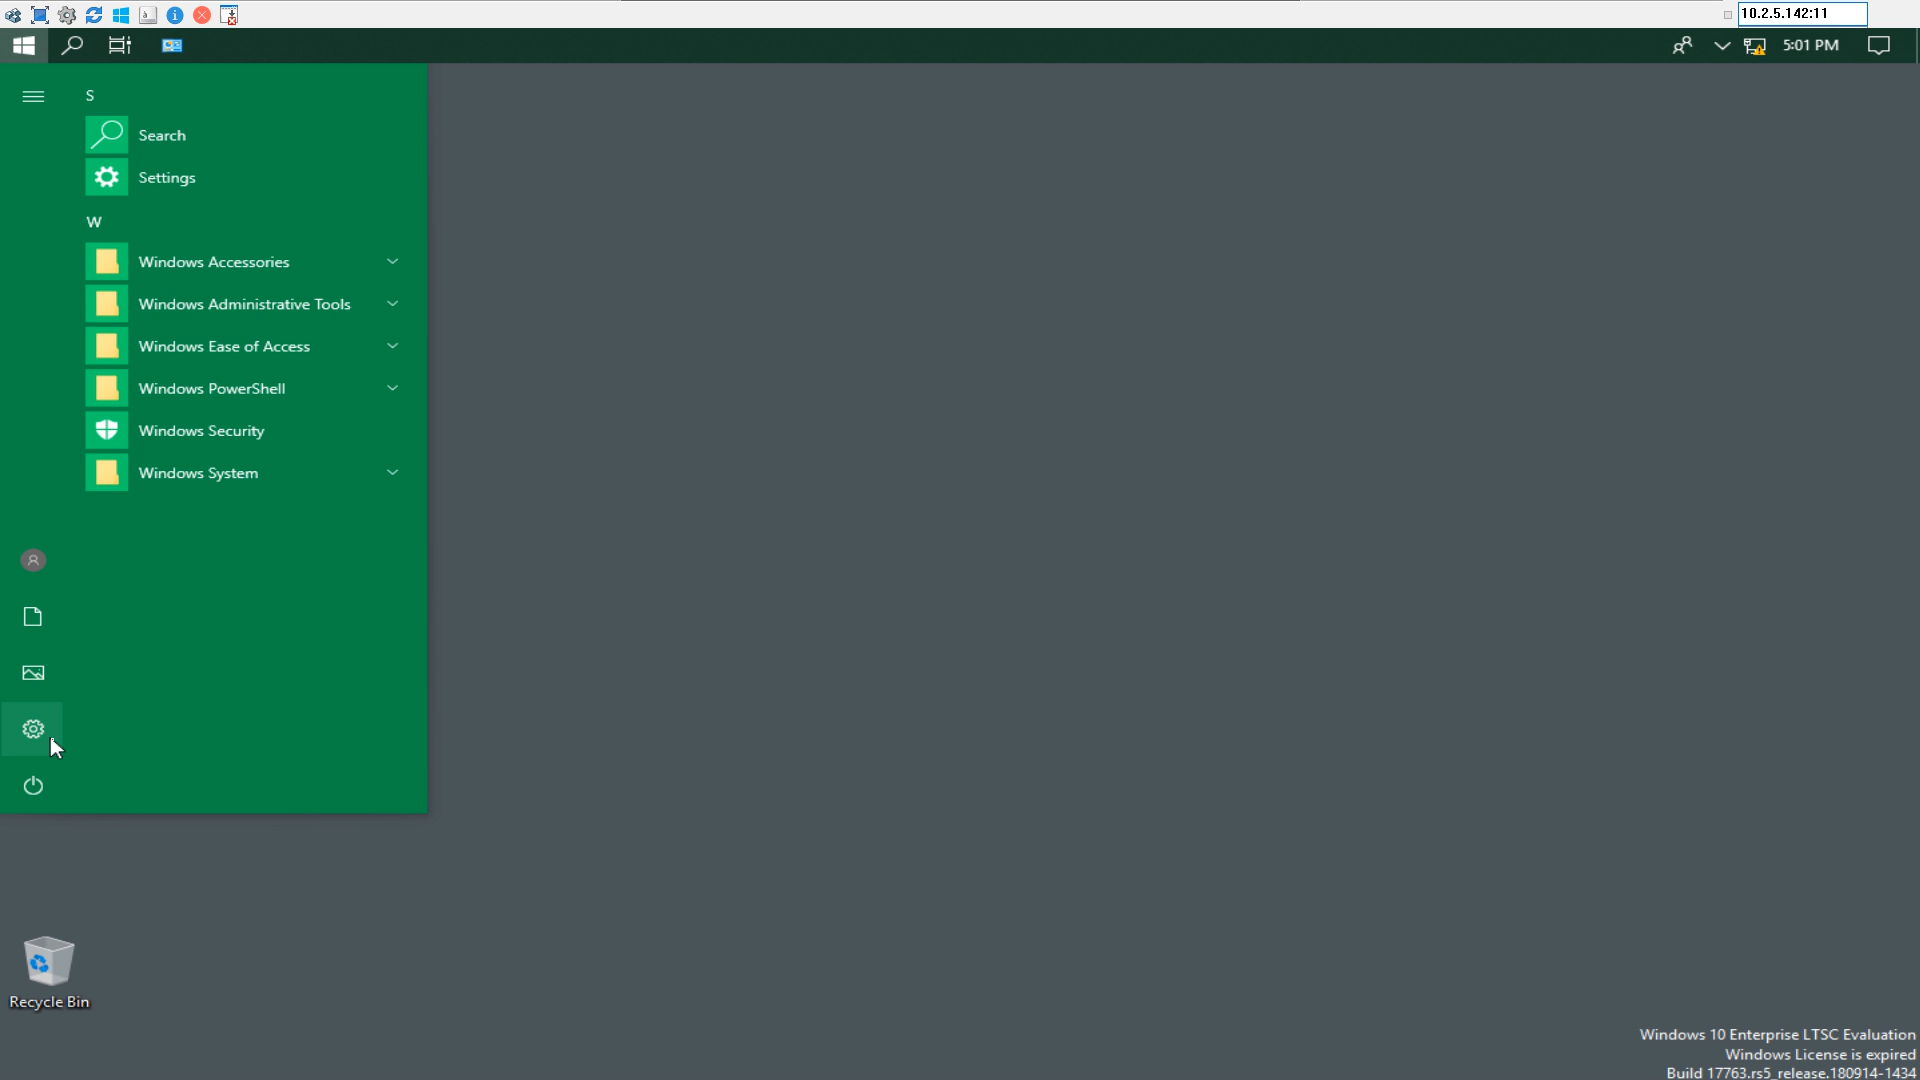 10.2.5.142:11
5:01 PM
S
Search
Settings
W
Windows Accessories
Windows Administrative Tools
Windows Ease of Access
Windows PowerShell
Windows Security
Windows System
Recycle Bin
Windows 10 Enterprise LTSC Evaluation
Windows License is expired
Build 17763.rs5_release.180914-1434